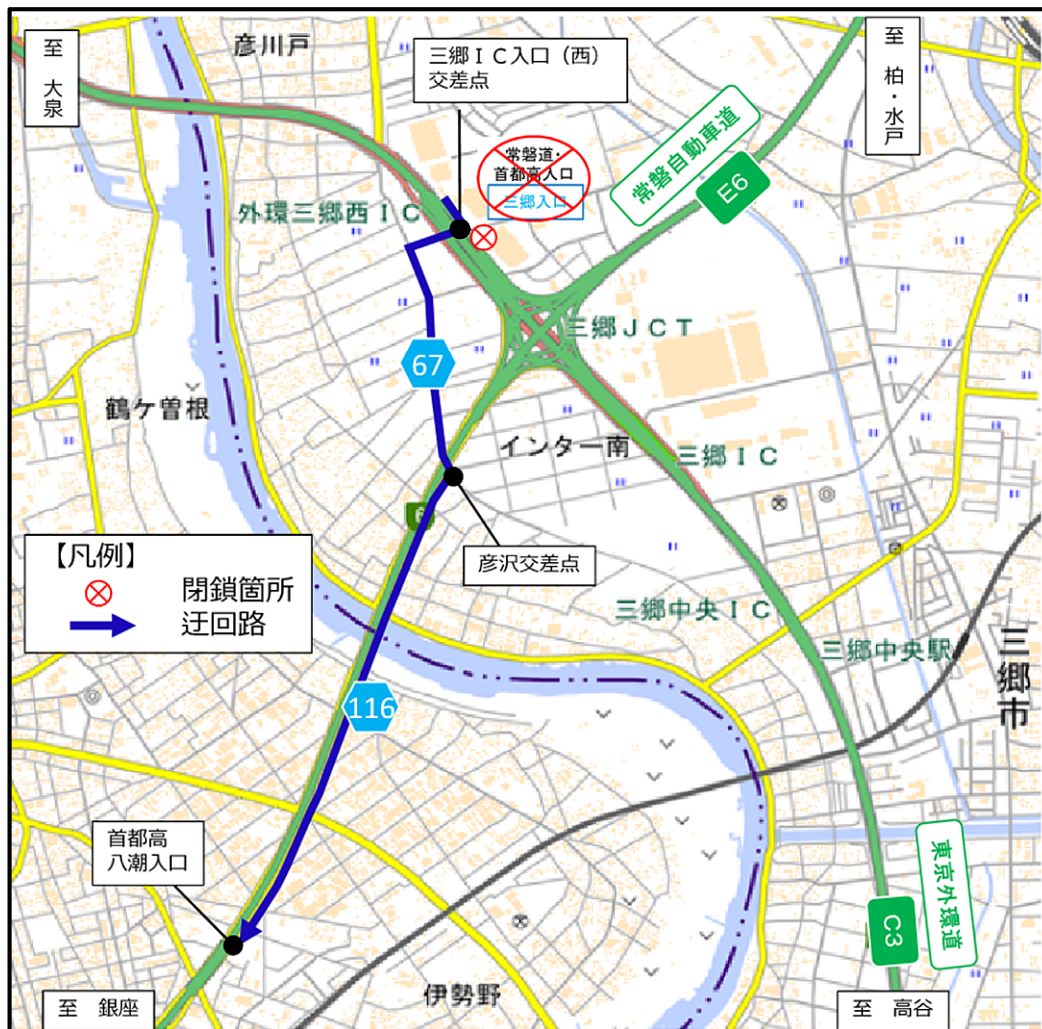 至
大泉
彦川戸
三郷ＩＣ入口（西）
交差点
至
柏・水戸
常磐道・
首都高入口
三郷入口
常磐自動車道
E6
外環三郷西ＩＣ
三郷ＪＣＴ
67
鶴ケ曽根
インター南
三郷ＩＣ
6
【凡例】
閉鎖箇所
迂回路
彦沢交差点
三郷中央ＩＣ
三郷中央駅
三郷市
116
首都高
八潮入口
東京外環道
C3
伊勢野
至　銀座
至　高谷